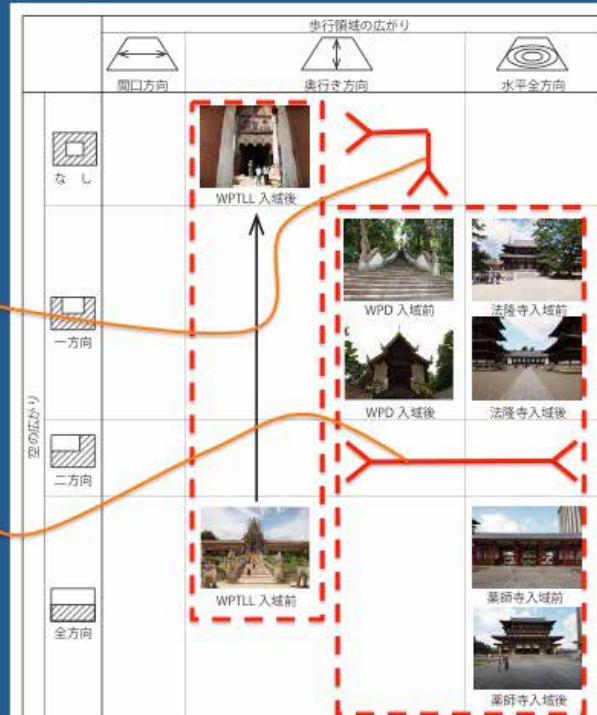 歩行領域の広がり
間口方向
奥行き方向
水平全方向
空の広がり
なし
WPTLL 入域後
一方向
WPD 入域前
法隆寺入域前
WPD 入域後
法隆寺入域後
二方向
全方向
WPTLL 入域前
薬師寺入域前
薬師寺入域後